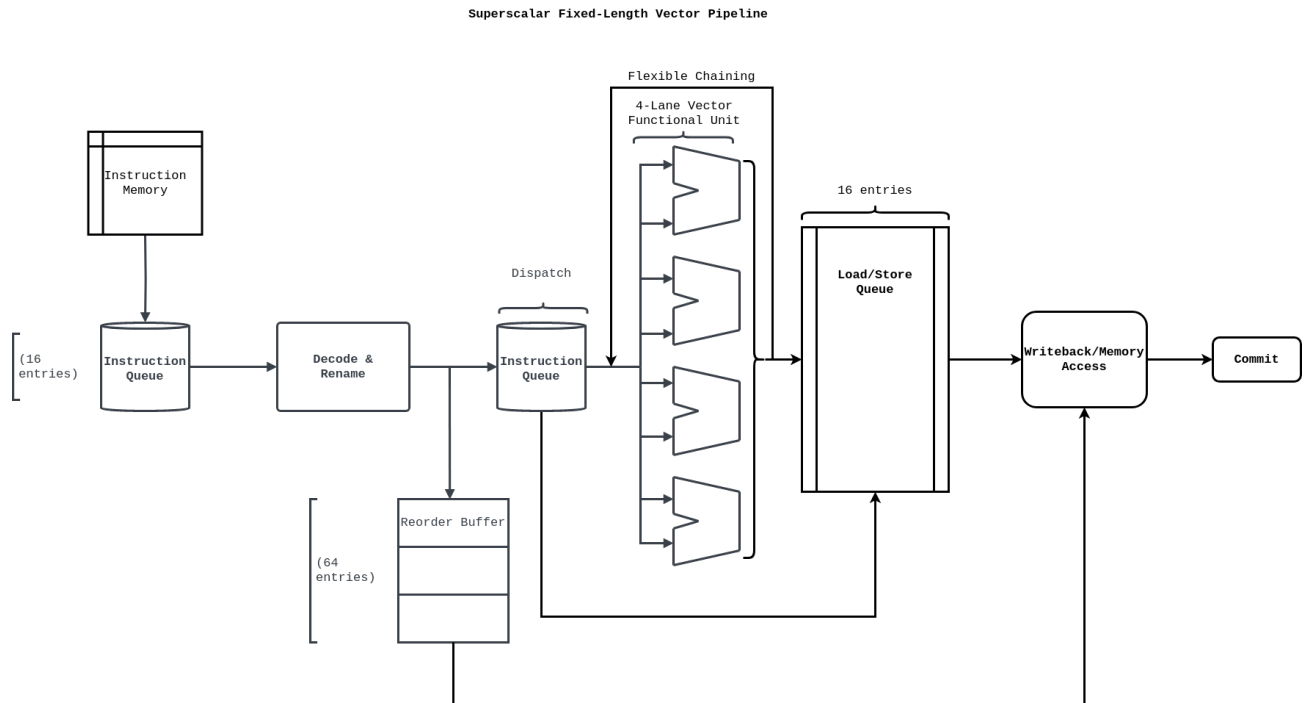 Superscalar Fixed-Length Vector Pipeline
Flexible Chaining
4-Lane Vector
Functional Unit
Instruction
Memory
16 entries
Dispatch
Load/Store
Queue
(16
entries)
Instruction
Queue
Decode &
Rename
Instruction
Queue
Writeback/Memory
Access
Commit
Reorder Buffer
(64
entries)